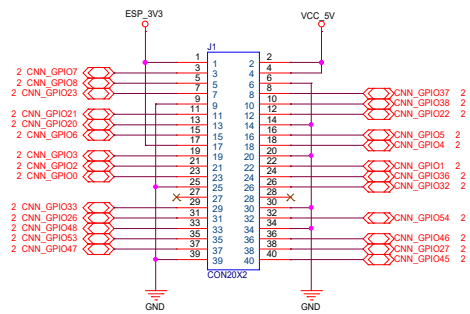 ESP_3V3 VCC_5V
J1
1 1 2 2
2 CNN_GPIO7 3 3 4 4
2 CNN_GPIO8 5 5 6 6
2 CNN_GPIO23 7 7 8 8 CNN_GPIO37 2
9 9 10 10 CNN_GPIO38 2
2 CNN_GPIO21 11 11 12 12 CNN_GPIO22 2
2 CNN_GPIO20 13 13 14 14
2 CNN_GPIO6 15 15 16 16 CNN_GPIO5 2
17 17 18 18 CNN_GPIO4 2
2 CNN_GPIO3 19 19 20 20
2 CNN_GPIO2 21 21 22 22 CNN_GPIO1 2
2 CNN_GPIO0 23 23 24 24 CNN_GPIO36 2
25 25 26 26 CNN_GPIO32 2
27 27 28 28
2 CNN_GPIO33 29 29 30 30
2 CNN_GPIO26 31 31 32 32 CNN_GPIO54 2
2 CNN_GPIO48 33 33 34 34
2 CNN_GPIO53 35 35 36 36 CNN_GPIO46 2
2 CNN_GPIO47 37 37 38 38 CNN_GPIO27 2
39 39 40 40 CNN_GPIO45 2
CON20X2
GND GND